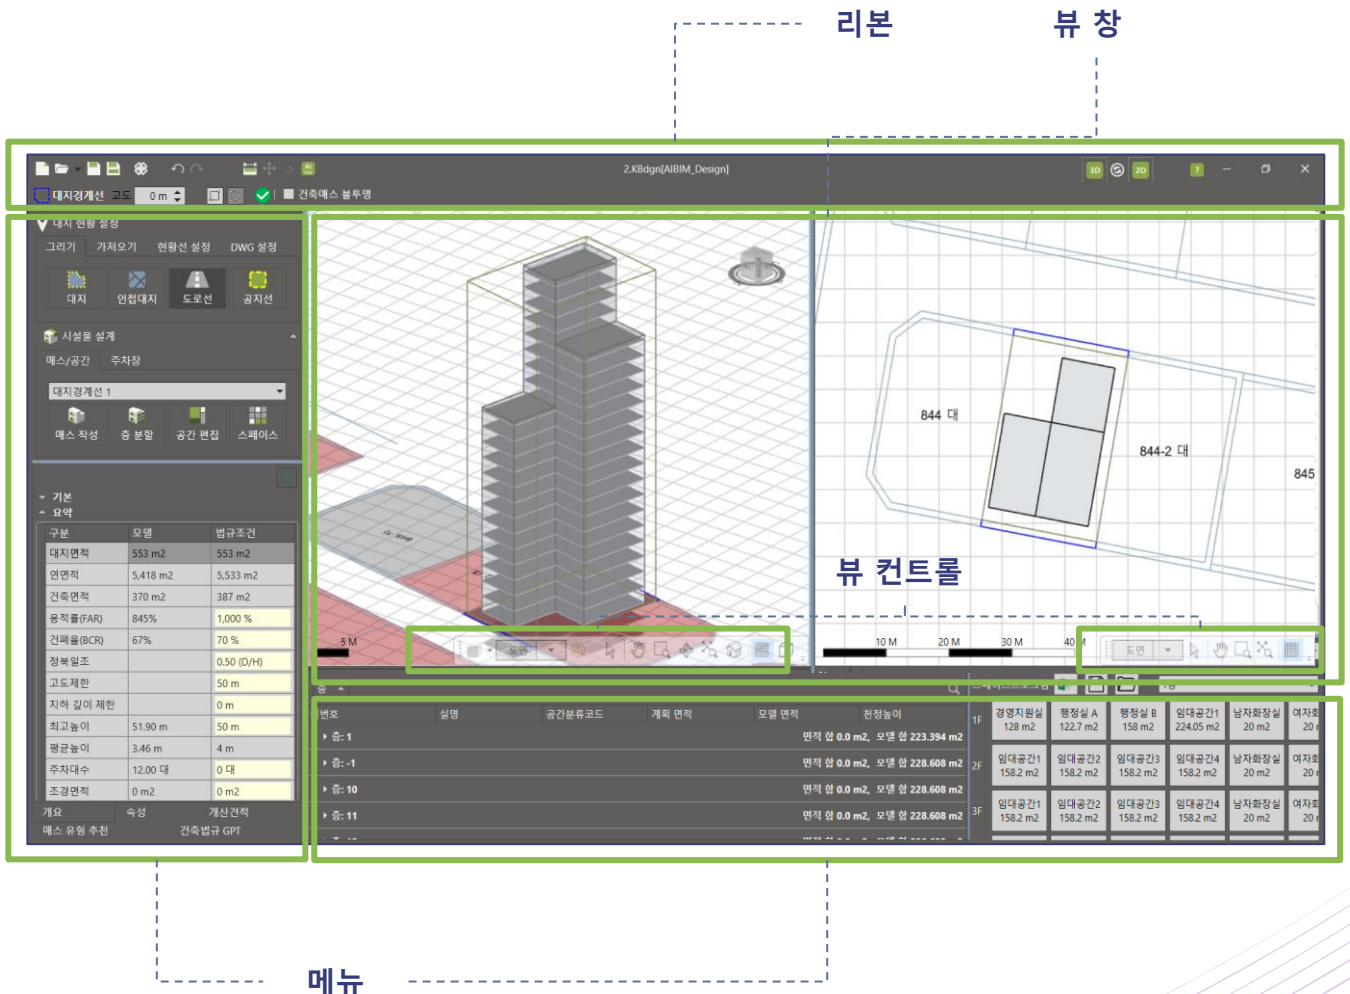 리본
뷰 창
2.KBdgn[AIBIM_Design]
3D
2D
?
대지경계선 고도 0 m
건축매스 불투명
대지 현황 설정
그리기 가져오기 현황선 설정 DWG 설정
대지 인접대지 도로선 공지선
시설물 설계
매스/공간 주차장
대지경계선 1
매스 작성 층 분할 공간 편집 스페이스
기본
요약
구분 모델 법규조건
대지면적 553 m2 553 m2
연면적 5,418 m2 5,533 m2
건축면적 370 m2 387 m2
용적률(FAR) 845% 1,000 %
건폐율(BCR) 67% 70 %
정북일조 0.50 (D/H)
고도제한 50 m
지하 깊이 제한 0 m
최고높이 51.90 m 50 m
평균높이 3.46 m 4 m
주차대수 12.00 대 0 대
조경면적 0 m2 0 m2
개요 속성 개산견적
매스 유형 추천 건축법규 GPT
844 대
844-2 대
845
뷰 컨트롤
5 M
도면
10 M 20 M 30 M 40 M
도면
층
실명 공간분류코드 계획 면적 모델 면적 천정높이
층: 1 면적 합 0.0 m2, 모델 합 223.394 m2
층: -1 면적 합 0.0 m2, 모델 합 228.608 m2
층: 10 면적 합 0.0 m2, 모델 합 228.608 m2
층: 11 면적 합 0.0 m2, 모델 합 228.608 m2
1F 경영지원실 행정실 A 행정실 B 임대공간1 남자화장실 여자화
128 m2 122.7 m2 158 m2 224.05 m2 20 m2 20
2F 임대공간1 임대공간2 임대공간3 임대공간4 남자화장실 여자화
158.2 m2 158.2 m2 158.2 m2 158.2 m2 20 m2 20
3F 임대공간1 임대공간2 임대공간3 임대공간4 남자화장실 여자화
158.2 m2 158.2 m2 158.2 m2 158.2 m2 20 m2 20
메뉴